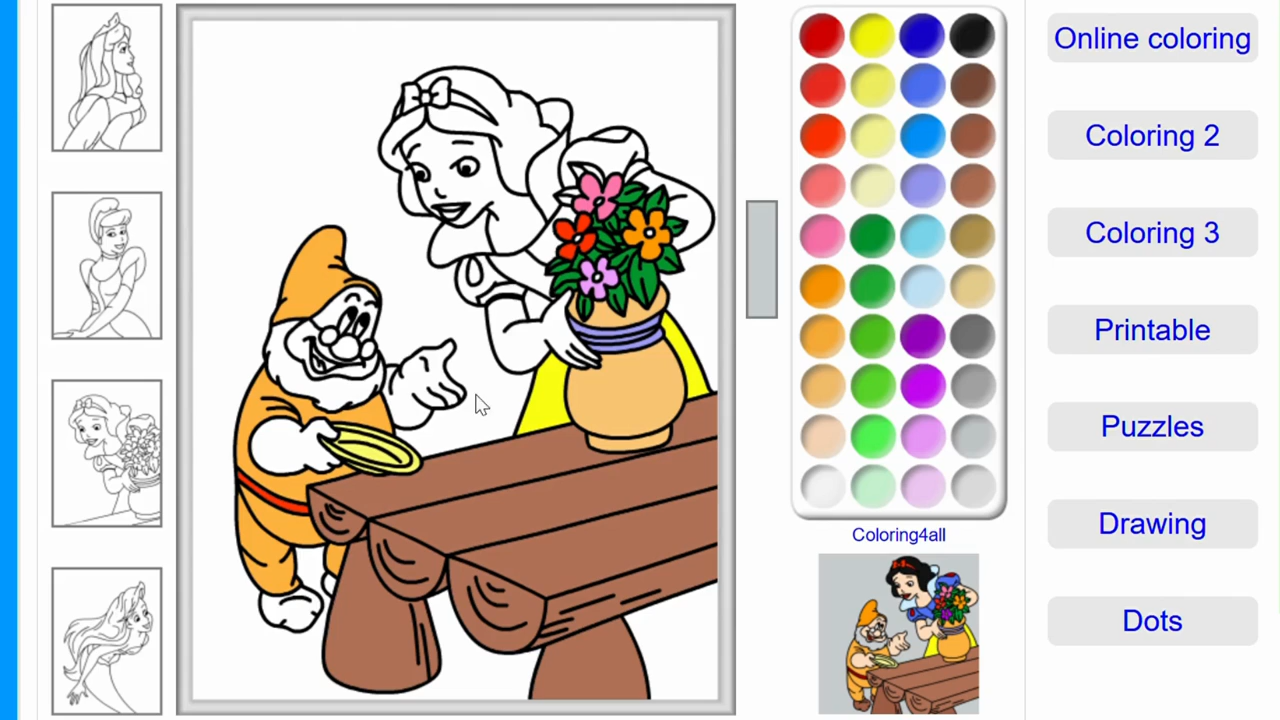 Online coloring
Coloring 2
Coloring 3
Printable
Puzzles
Drawing
Dots
Coloring4all